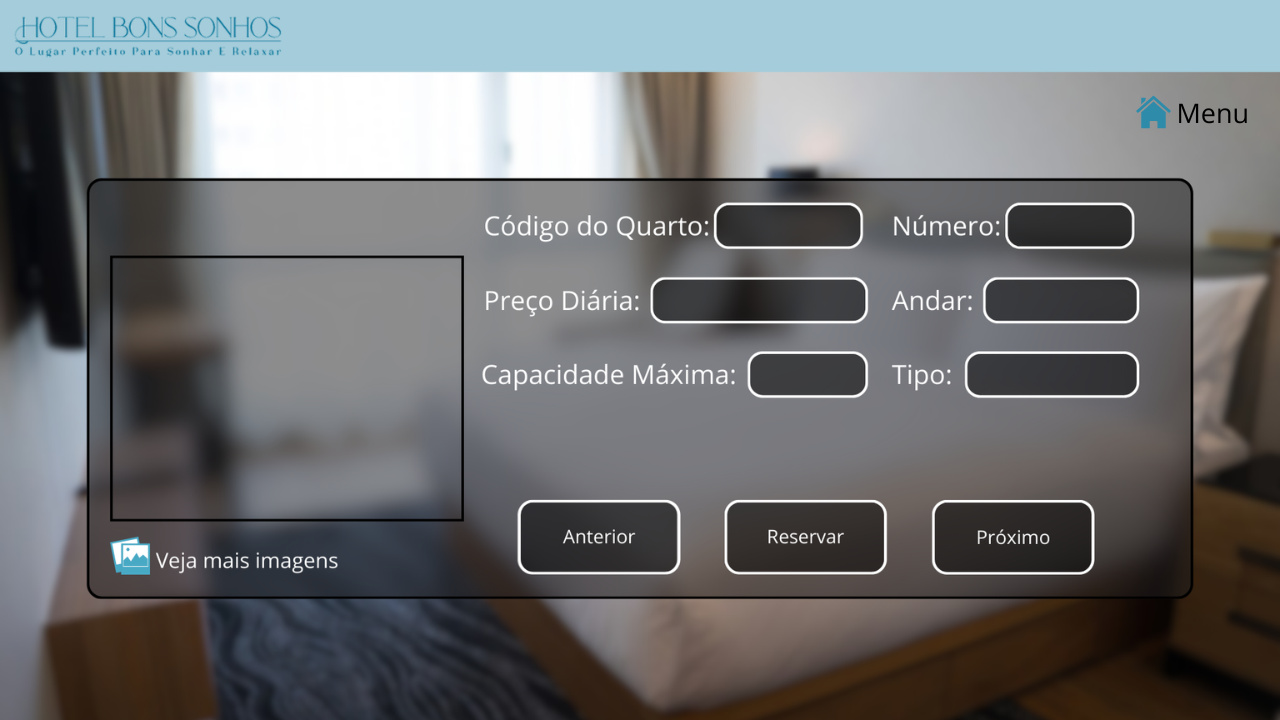 HOTEL BONS SONHOS
O Lugar Perfeito Para Sonhar E Relaxar
Menu
Código do Quarto:
Número:
Preço Diária:
Andar:
Capacidade Máxima:
Tipo:
Veja mais imagens
Anterior
Reservar
Próximo